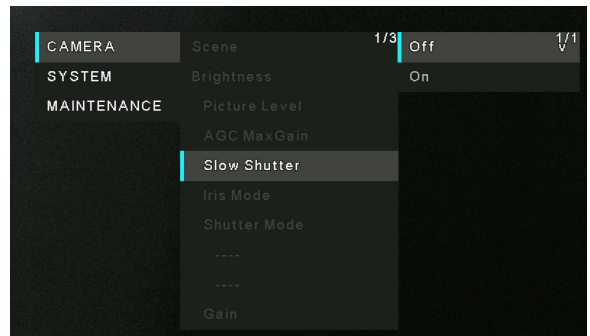 CAMERA
SYSTEM
MAINTENANCE
1/3
Scene
Brightness
Picture Level
AGC MaxGain
Slow Shutter
Iris Mode
Shutter Mode
----
----
Gain
1/1
Off
On